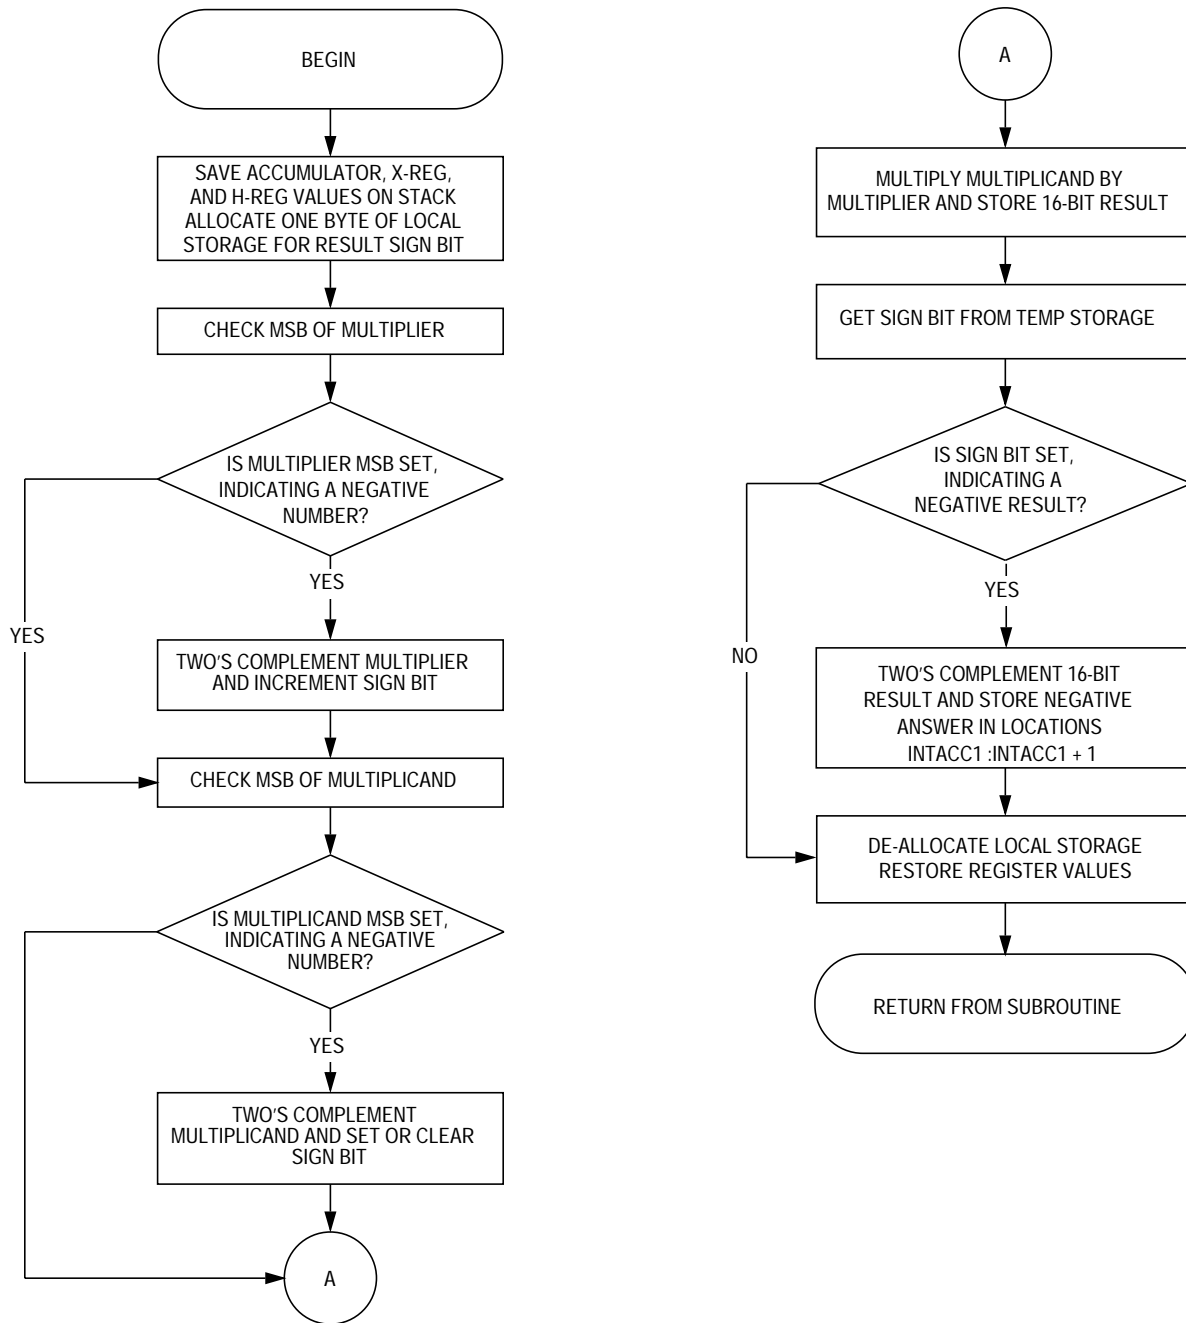 BEGIN
SAVE ACCUMULATOR, X-REG,
AND H-REG VALUES ON STACK
ALLOCATE ONE BYTE OF LOCAL
STORAGE FOR RESULT SIGN BIT
CHECK MSB OF MULTIPLIER
IS MULTIPLIER MSB SET,
INDICATING A NEGATIVE
NUMBER?
YES
YES
TWO'S COMPLEMENT MULTIPLIER
AND INCREMENT SIGN BIT
CHECK MSB OF MULTIPLICAND
IS MULTIPLICAND MSB SET,
INDICATING A NEGATIVE
NUMBER?
YES
TWO'S COMPLEMENT
MULTIPLICAND AND SET OR CLEAR
SIGN BIT
A
A
MULTIPLY MULTIPLICAND BY
MULTIPLIER AND STORE 16-BIT RESULT
GET SIGN BIT FROM TEMP STORAGE
IS SIGN BIT SET,
INDICATING A
NEGATIVE RESULT?
YES
NO
TWO'S COMPLEMENT 16-BIT
RESULT AND STORE NEGATIVE
ANSWER IN LOCATIONS
INTACC1 :INTACC1 + 1
DE-ALLOCATE LOCAL STORAGE
RESTORE REGISTER VALUES
RETURN FROM SUBROUTINE